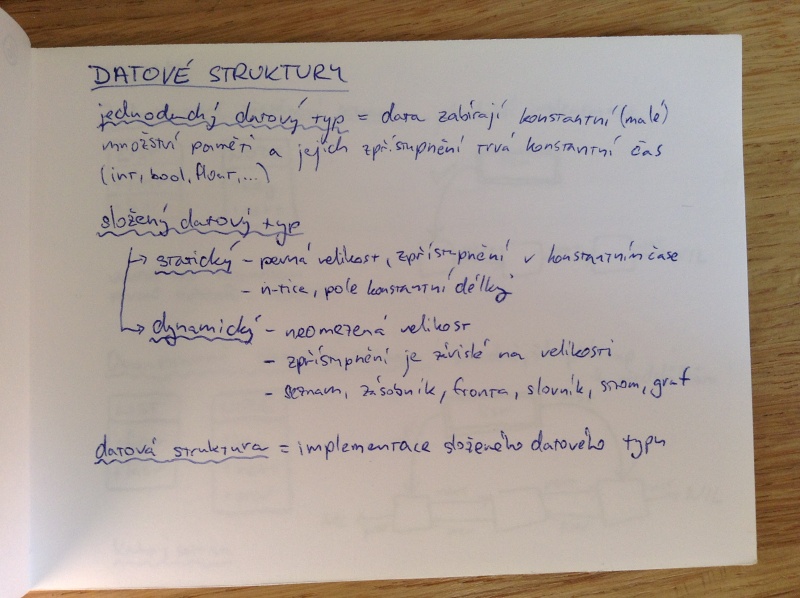 DATOVÉ STRUKTURY
jednoduchý datový typ = data zabírají konstantní (malé)
množství paměti a jejich zpřístupnění trvá konstantní čas
(int, bool, float, ...)
složený datový typ
→ statický - pevná velikost, zpřístupnění v konstantním čase
- n-tice, pole konstantní délky
→ dynamický - neomezená velikost
- zpřístupnění je závislé na velikosti
- seznam, zásobník, fronta, slovník, strom, graf
datová struktura = implementace složeného datového typu